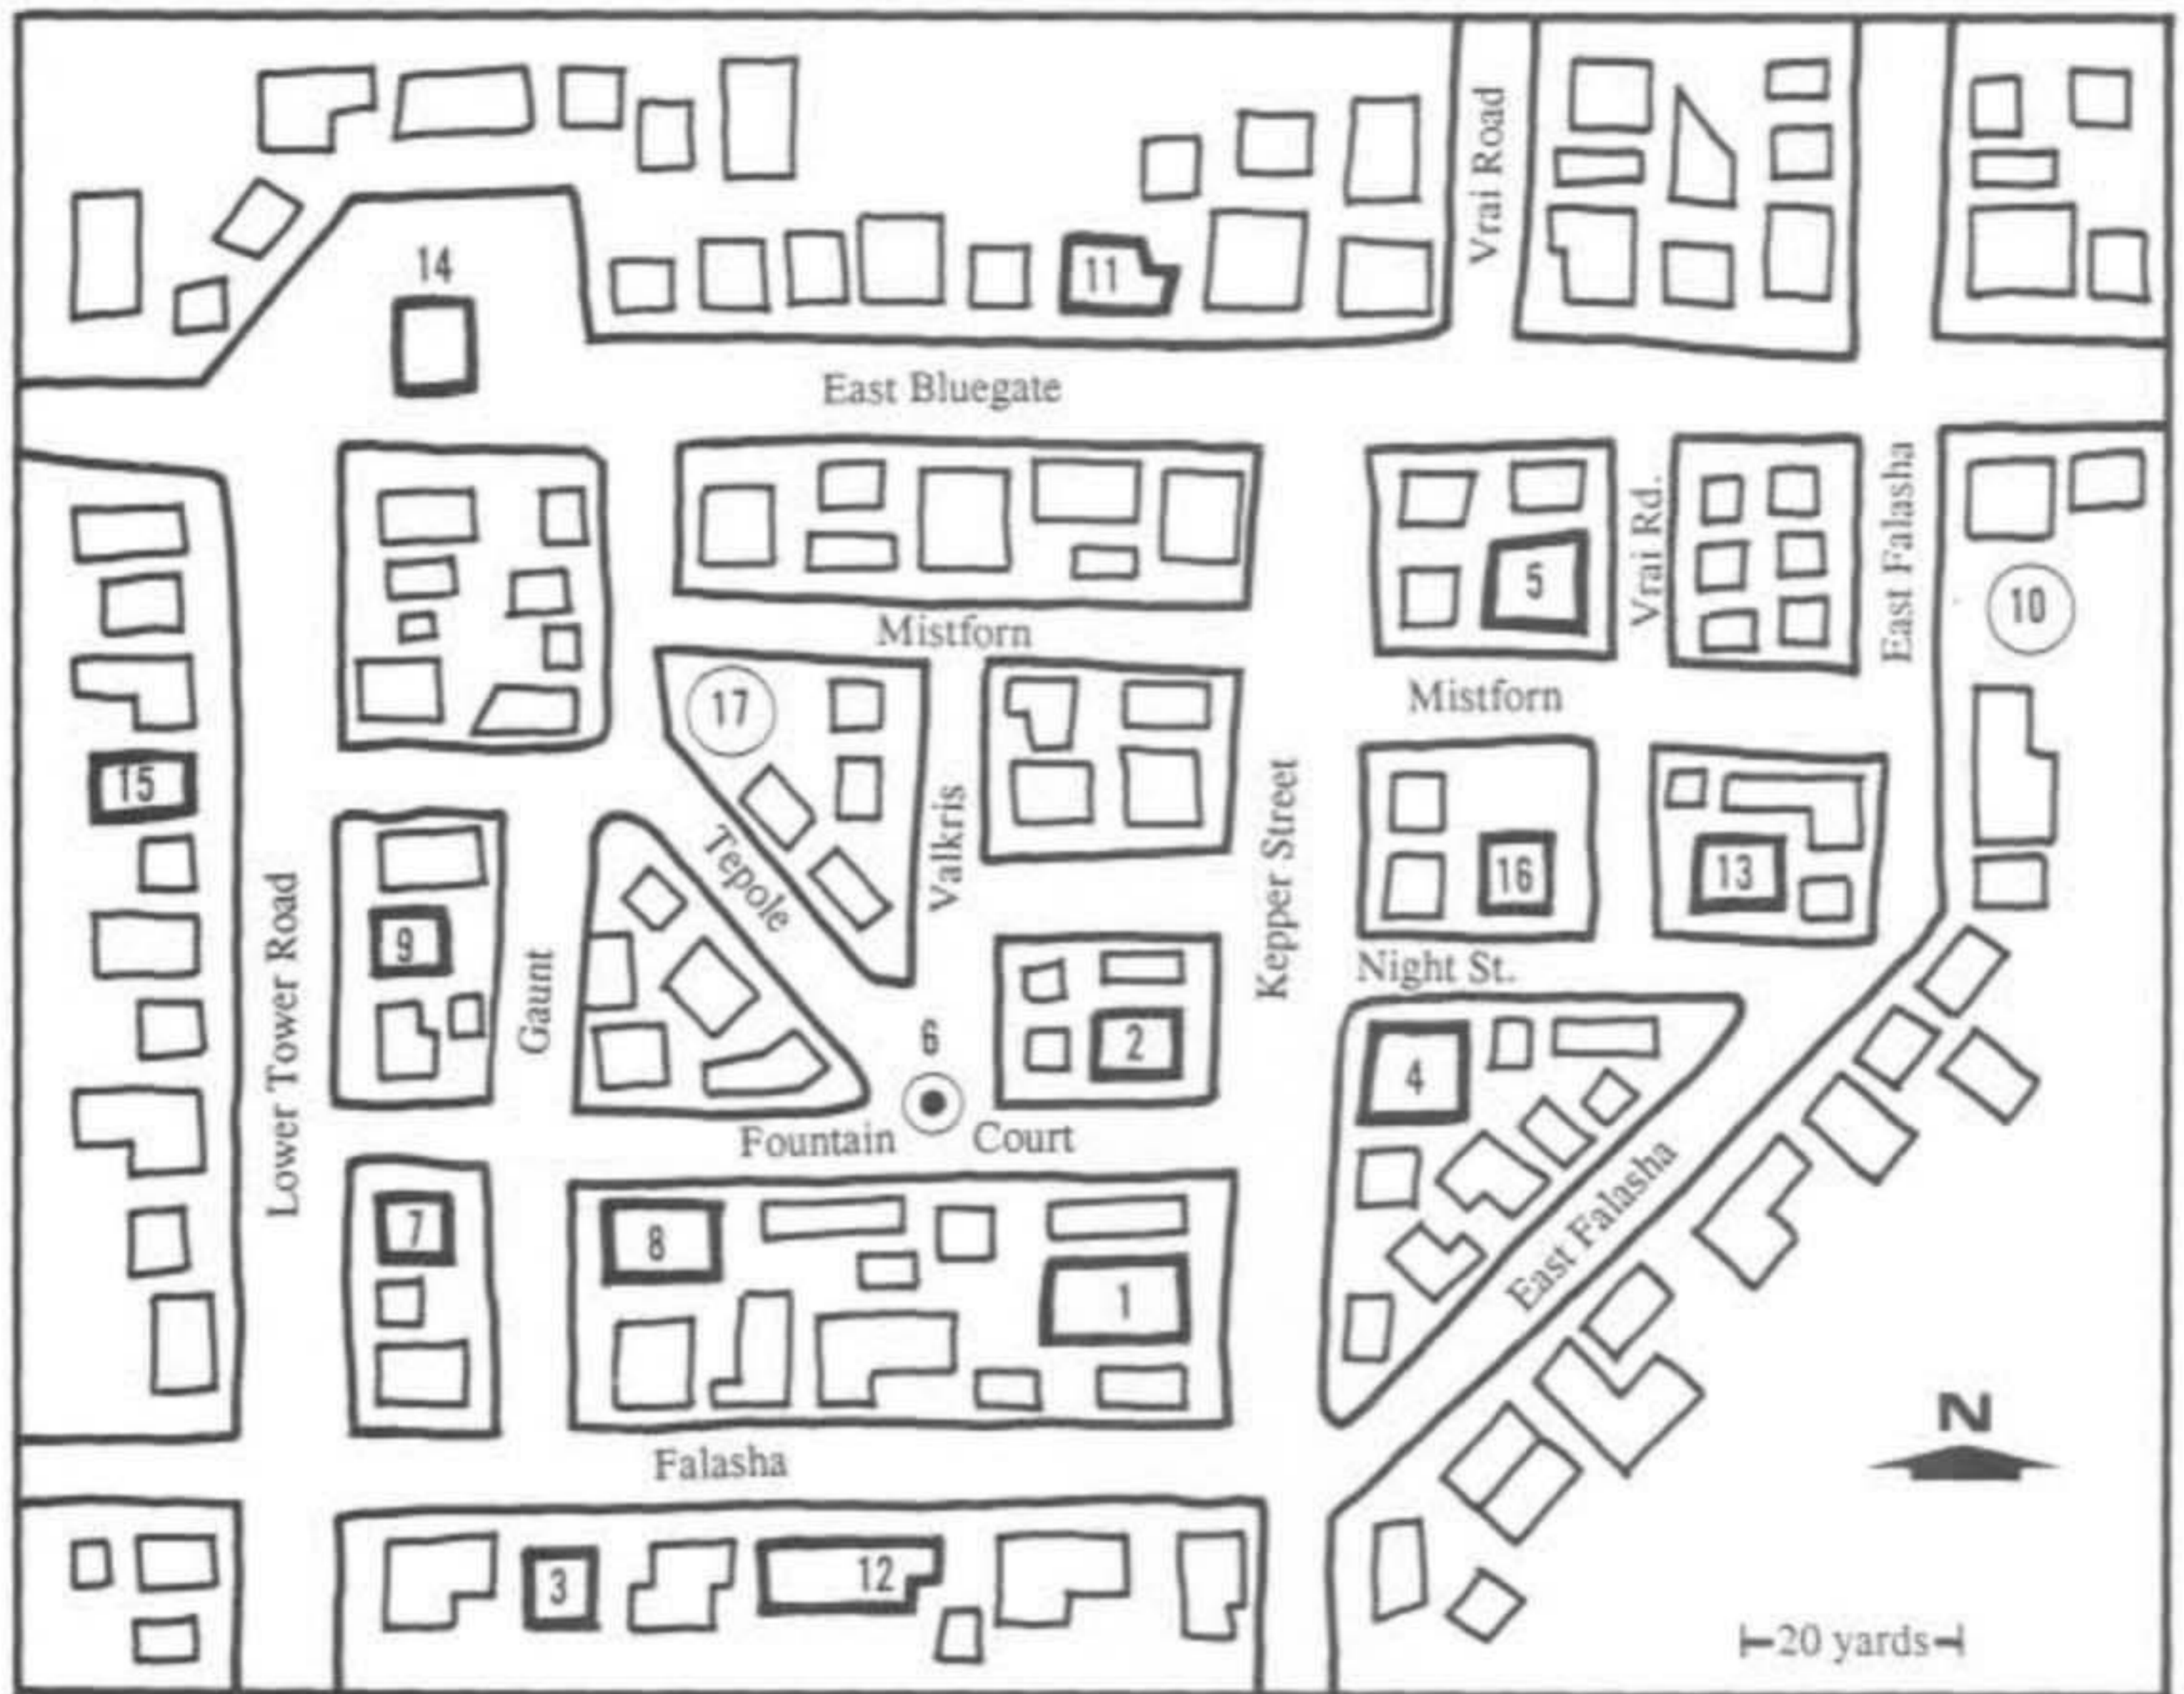 Vrai Road
14
11
East Bluegate
Vrai Rd.
East Falasha
5
10
Mistforn
17
Mistforn
15
Tepole
Valkris
Kepper Street
16
13
Lower Tower Road
9
Gaunt
Night St.
6
2
4
Fountain Court
7
8
1
East Falasha
N
Falasha
3
12
20 yards